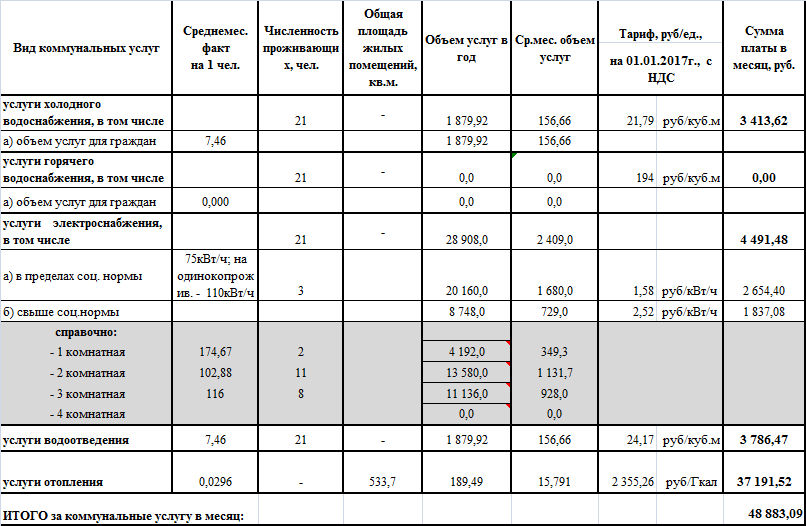 Вид коммунальных услуг
Среднемес. факт на 1 чел.
Численность проживающи х, чел.
Общая площадь жилых помещений, кв.м.
Объем услуг в год
Ср.мес. объем услуг
Тариф, руб/ед.,
на 01.01.2017г., с НДС
Сумма платы в месяц, руб.
услуги холодного
водоснабжения, в том числе 21 - 1 879,92 156,66 21,79 руб/куб.м 3 413,62
а) объем услуг для граждан 7,46 1 879,92 156,66
услуги горячего
водоснабжения, в том числе 21 - 0,0 0,0 194 руб/куб.м 0,00
а) объем услуг для граждан 0,000 0,0 0,0
услуги электроснабжения,
в том числе 21 - 28 908,0 2 409,0 4 491,48
а) в пределах соц. нормы 75кВт/ч; на одинокопрож ив. - 110кВт/ч 3 20 160,0 1 680,0 1,58 руб/кВт/ч 2 654,40
б) свыше соц.нормы 8 748,0 729,0 2,52 руб/кВт/ч 1 837,08
справочно:
- 1 комнатная 174,67 2 4 192,0 349,3
- 2 комнатная 102,88 11 13 580,0 1 131,7
- 3 комнатная 116 8 11 136,0 928,0
- 4 комнатная 0,0 0,0
услуги водоотведения 7,46 21 - 1 879,92 156,66 24,17 руб/куб.м 3 786,47
услуги отопления 0,0296 - 533,7 189,49 15,791 2 355,26 руб/Гкал 37 191,52
ИТОГО за коммунальные услугу в месяц: 48 883,09